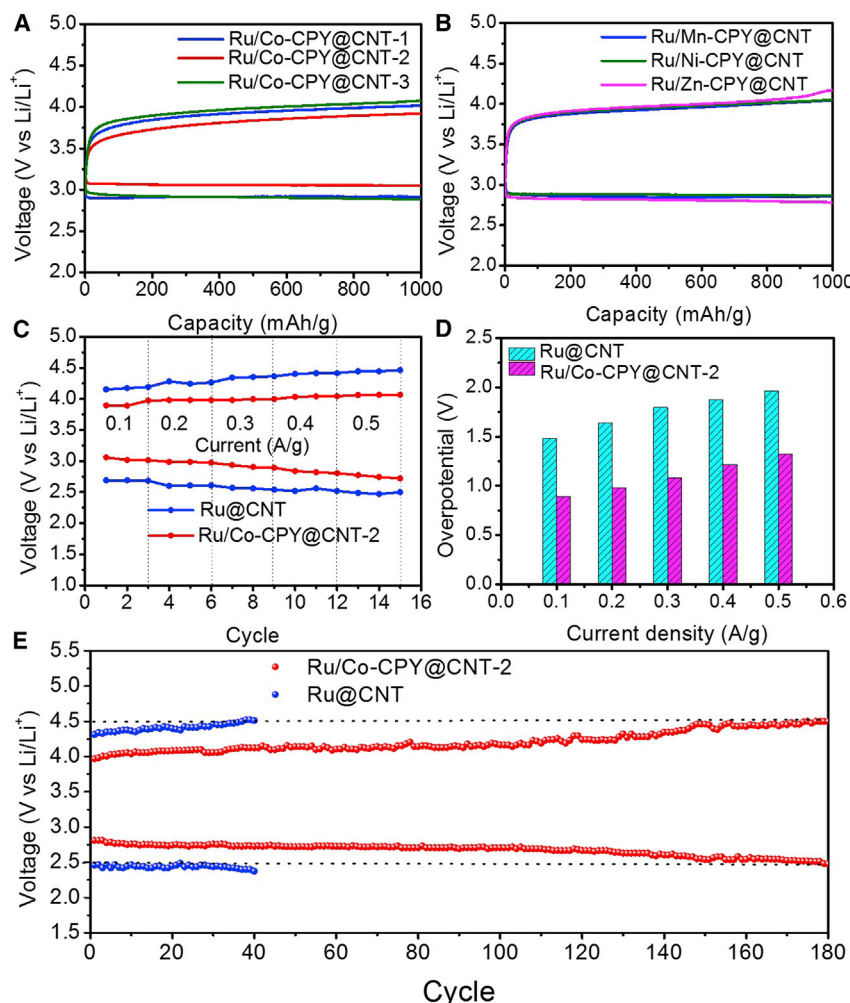 A
Voltage (V vs Li/Li⁺)
4.5
4.0
3.5
3.0
2.5
2.0
Ru/Co-CPY@CNT-1
Ru/Co-CPY@CNT-2
Ru/Co-CPY@CNT-3
0 200 400 600 800 1000
Capacity (mAh/g)
B
Voltage (V vs Li/Li⁺)
5.0
4.5
4.0
3.5
3.0
2.5
2.0
Ru/Mn-CPY@CNT
Ru/Ni-CPY@CNT
Ru/Zn-CPY@CNT
0 200 400 600 800 1000
Capacity (mAh/g)
C
Voltage (V vs Li/Li⁺)
5.0
4.5
4.0
3.5
3.0
2.5
2.0
1.5
1.0
0.1 0.2 0.3 0.4 0.5
Current (A/g)
Ru@CNT
Ru/Co-CPY@CNT-2
0 2 4 6 8 10 12 14 16
Cycle
D
Overpotential (V)
2.5
2.0
1.5
1.0
0.5
0.0
Ru@CNT
Ru/Co-CPY@CNT-2
0.0 0.1 0.2 0.3 0.4 0.5 0.6
Current density (A/g)
E
Voltage (V vs Li/Li⁺)
5.5
5.0
4.5
4.0
3.5
3.0
2.5
2.0
1.5
Ru/Co-CPY@CNT-2
Ru@CNT
0 20 40 60 80 100 120 140 160 180
Cycle